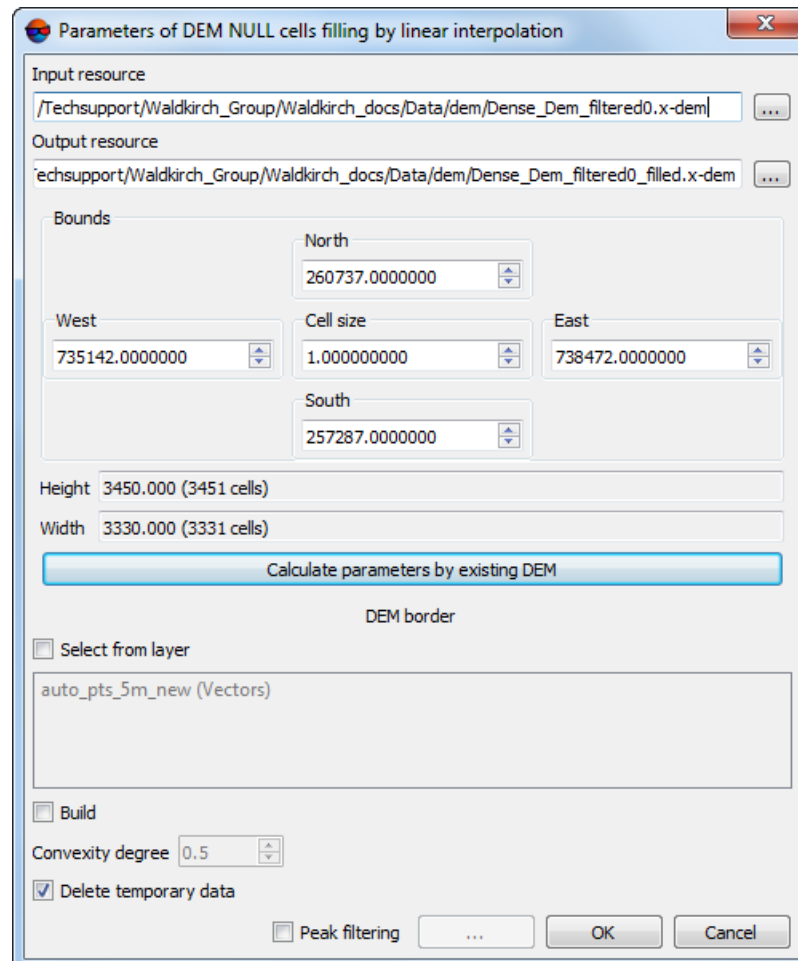 Parameters of DEM NULL cells filling by linear interpolation
Input resource
/Techsupport/Waldkirch_Group/Waldkirch_docs/Data/dem/Dense_Dem_filtered0.x-dem
...
Output resource
Techsupport/Waldkirch_Group/Waldkirch_docs/Data/dem/Dense_Dem_filtered0_filled.x-dem
...
Bounds
North
260737.0000000
West
Cell size
East
735142.0000000
1.000000000
738472.0000000
South
257287.0000000
Height 3450.000 (3451 cells)
Width 3330.000 (3331 cells)
Calculate parameters by existing DEM
DEM border
Select from layer
auto_pts_5m_new (Vectors)
Build
Convexity degree 0.5
Delete temporary data
Peak filtering
...
OK
Cancel